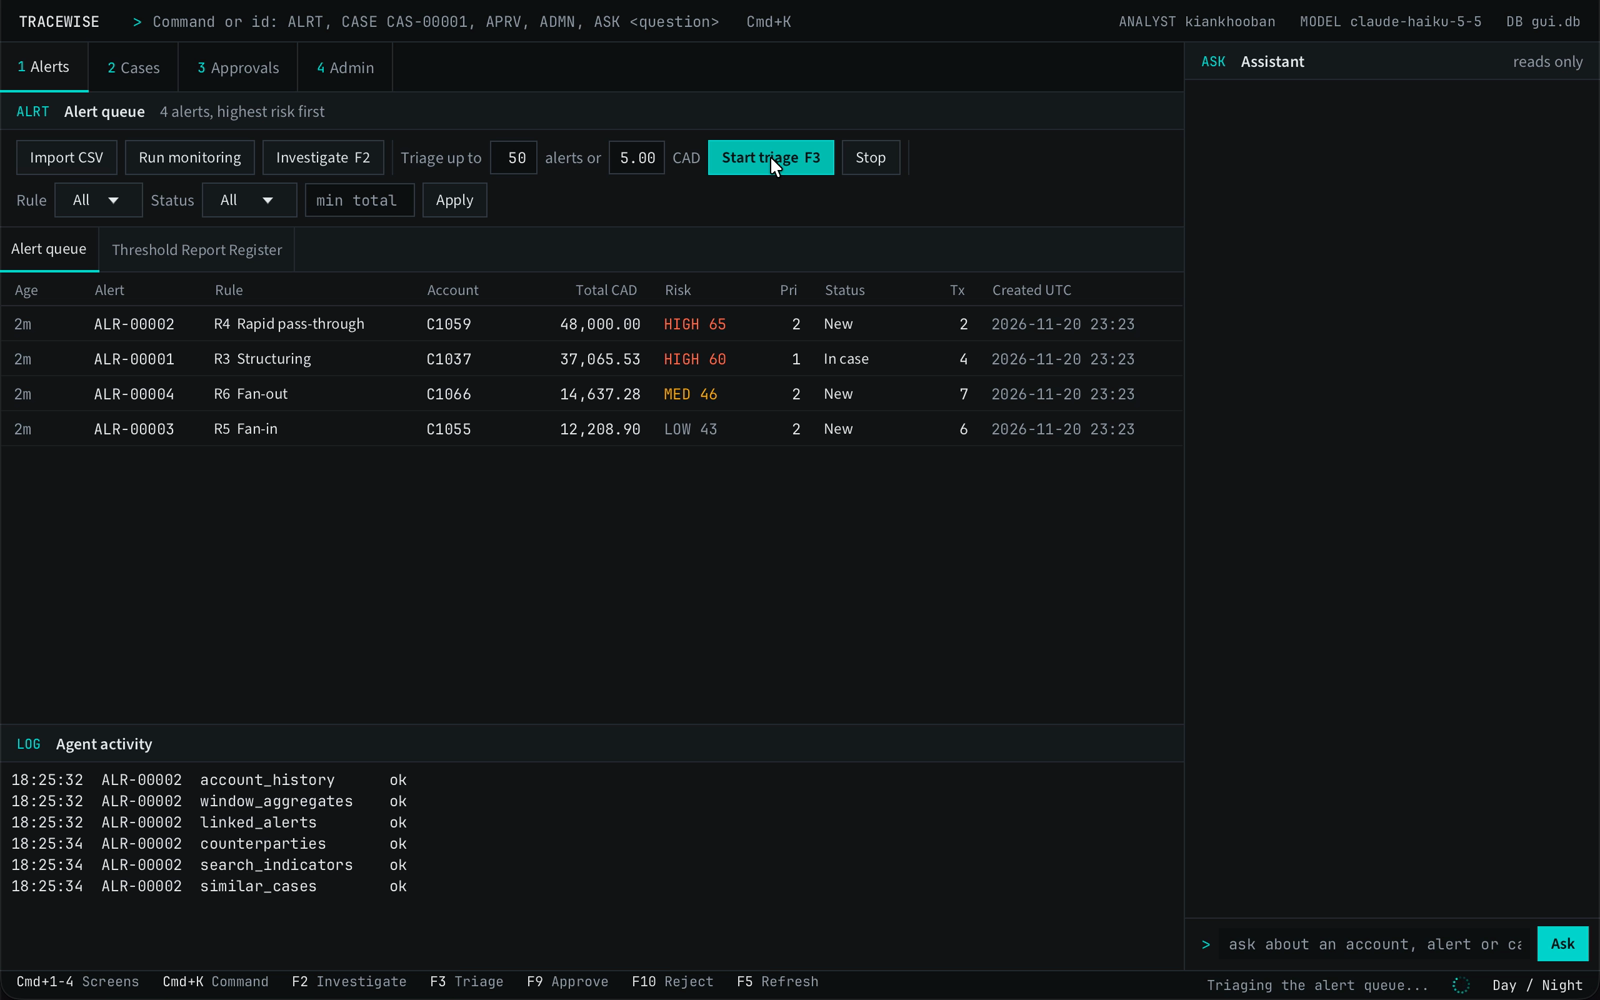 TRACEWISE > Command or id: ALRT, CASE CAS-00001, APRV, ADMN, ASK <question> Cmd+K ANALYST kiankhooban MODEL claude-haiku-5-5 DB gui.db
1 Alerts 2 Cases 3 Approvals 4 Admin
ASK Assistant reads only
ALRT Alert queue 4 alerts, highest risk first
Import CSV Run monitoring Investigate F2 Triage up to 50 alerts or 5.00 CAD Start triage F3 Stop
Rule All Status All min total Apply
Alert queue Threshold Report Register
Age Alert Rule Account Total CAD Risk Pri Status Tx Created UTC
2m ALR-00002 R4 Rapid pass-through C1059 48,000.00 HIGH 65 2 New 2 2026-11-20 23:23
2m ALR-00001 R3 Structuring C1037 37,065.53 HIGH 60 1 In case 4 2026-11-20 23:23
2m ALR-00004 R6 Fan-out C1066 14,637.28 MED 46 2 New 7 2026-11-20 23:23
2m ALR-00003 R5 Fan-in C1055 12,208.90 LOW 43 2 New 6 2026-11-20 23:23
LOG Agent activity
18:25:32 ALR-00002 account_history ok
18:25:32 ALR-00002 window_aggregates ok
18:25:32 ALR-00002 linked_alerts ok
18:25:34 ALR-00002 counterparties ok
18:25:34 ALR-00002 search_indicators ok
18:25:34 ALR-00002 similar_cases ok
> ask about an account, alert or ca Ask
Cmd+1-4 Screens Cmd+K Command F2 Investigate F3 Triage F9 Approve F10 Reject F5 Refresh Triaging the alert queue... Day / Night